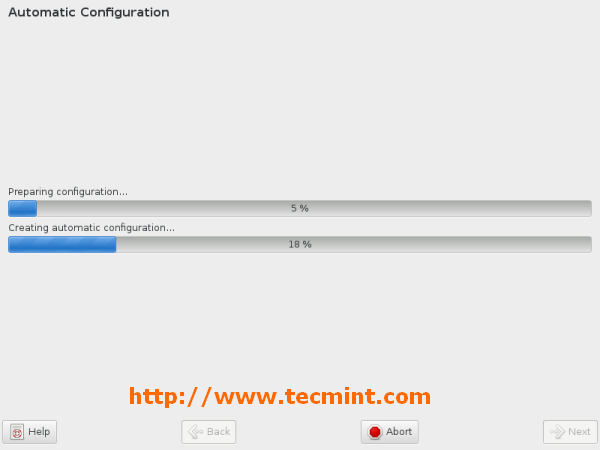 Automatic Configuration
Preparing configuration...
5 %
Creating automatic configuration...
18 %
http://www.tecmint.com
Help
Back
Abort
Next